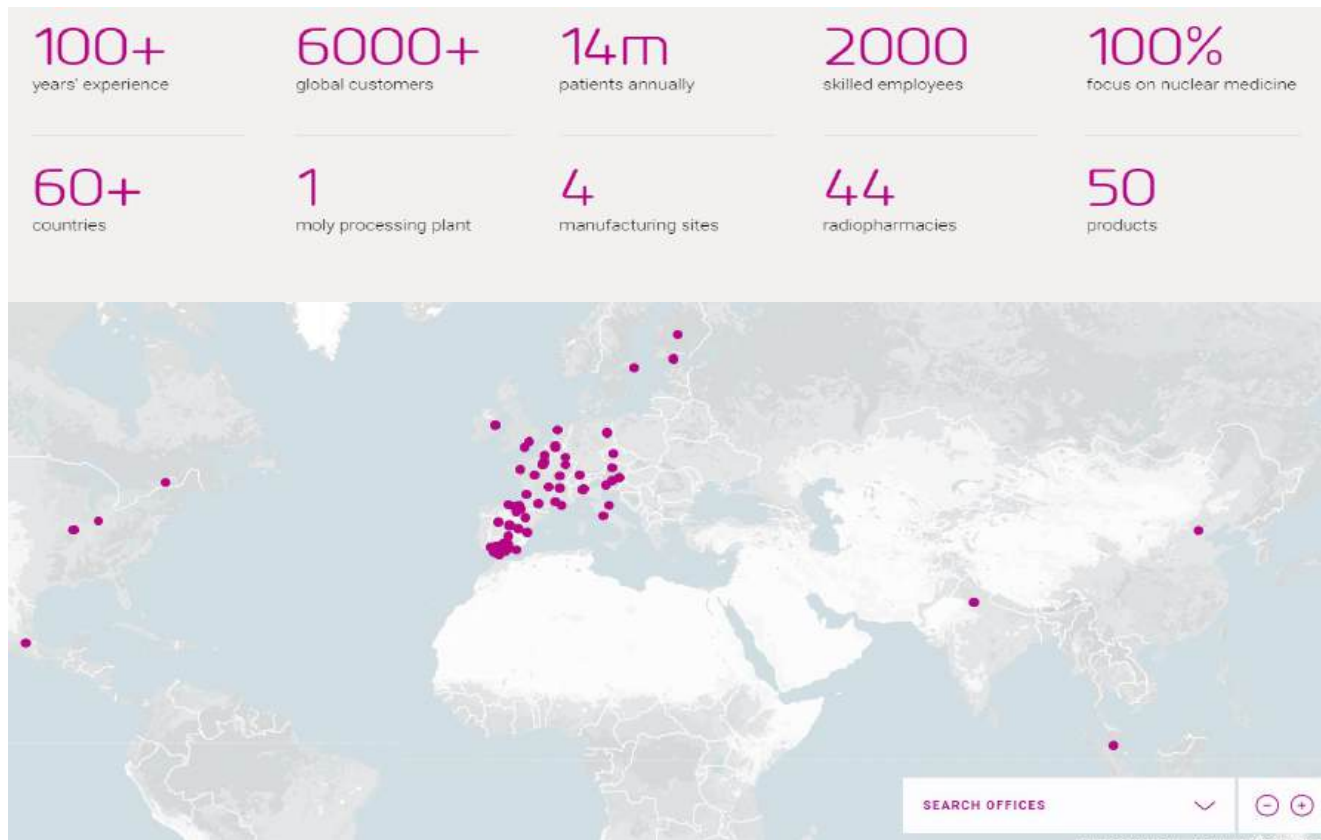 100+ 6000+ 14m 2000 100%
years' experience global customers patients annually skilled employees focus on nuclear medicine
60+ 1 4 44 50
countries moly processing plant manufacturing sites radiopharmacies products
SEARCH OFFICES